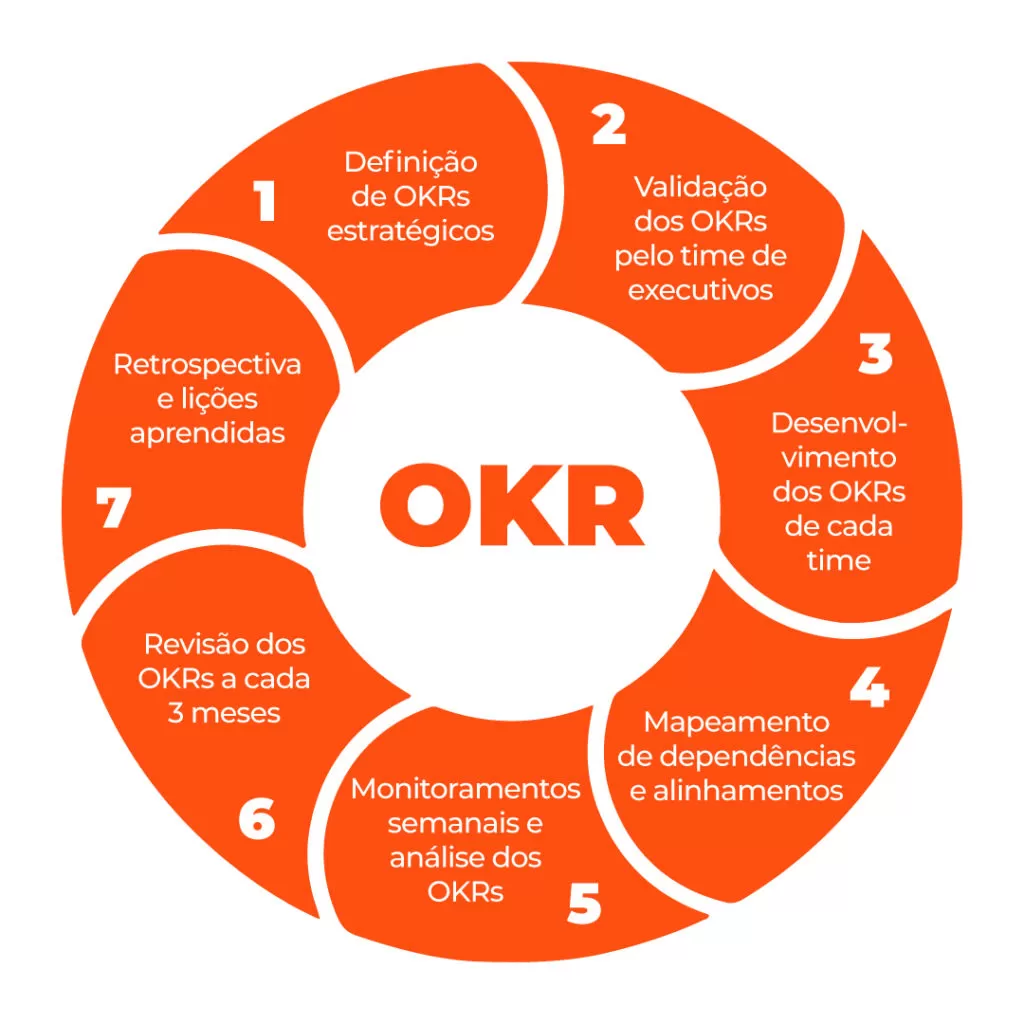 1
Definição
de OKRs
estratégicos
2
Validação
dos OKRs
pelo time de
executivos
3
Desenvol-
vimento
dos OKRs
de cada
time
4
Mapeamento
de dependências
e alinhamentos
Monitoramentos
semanais e
análise dos
OKRs
5
Revisão dos
OKRs a cada
3 meses
6
Retrospectiva
e lições
aprendidas
7
OKR